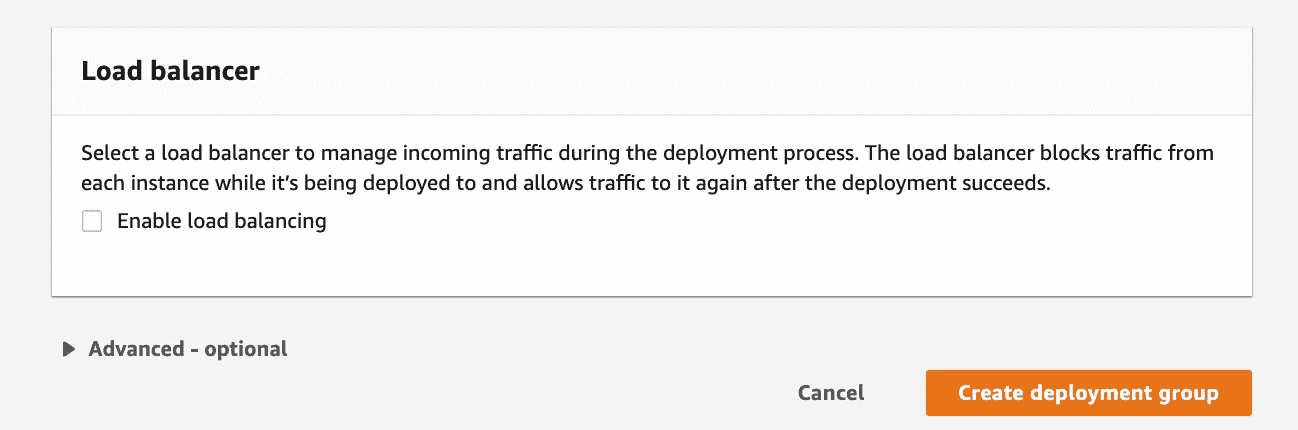 Load balancer
Select a load balancer to manage incoming traffic during the deployment process. The load balancer blocks traffic from
each instance while it's being deployed to and allows traffic to it again after the deployment succeeds.
Enable load balancing
Advanced - optional
Cancel
Create deployment group